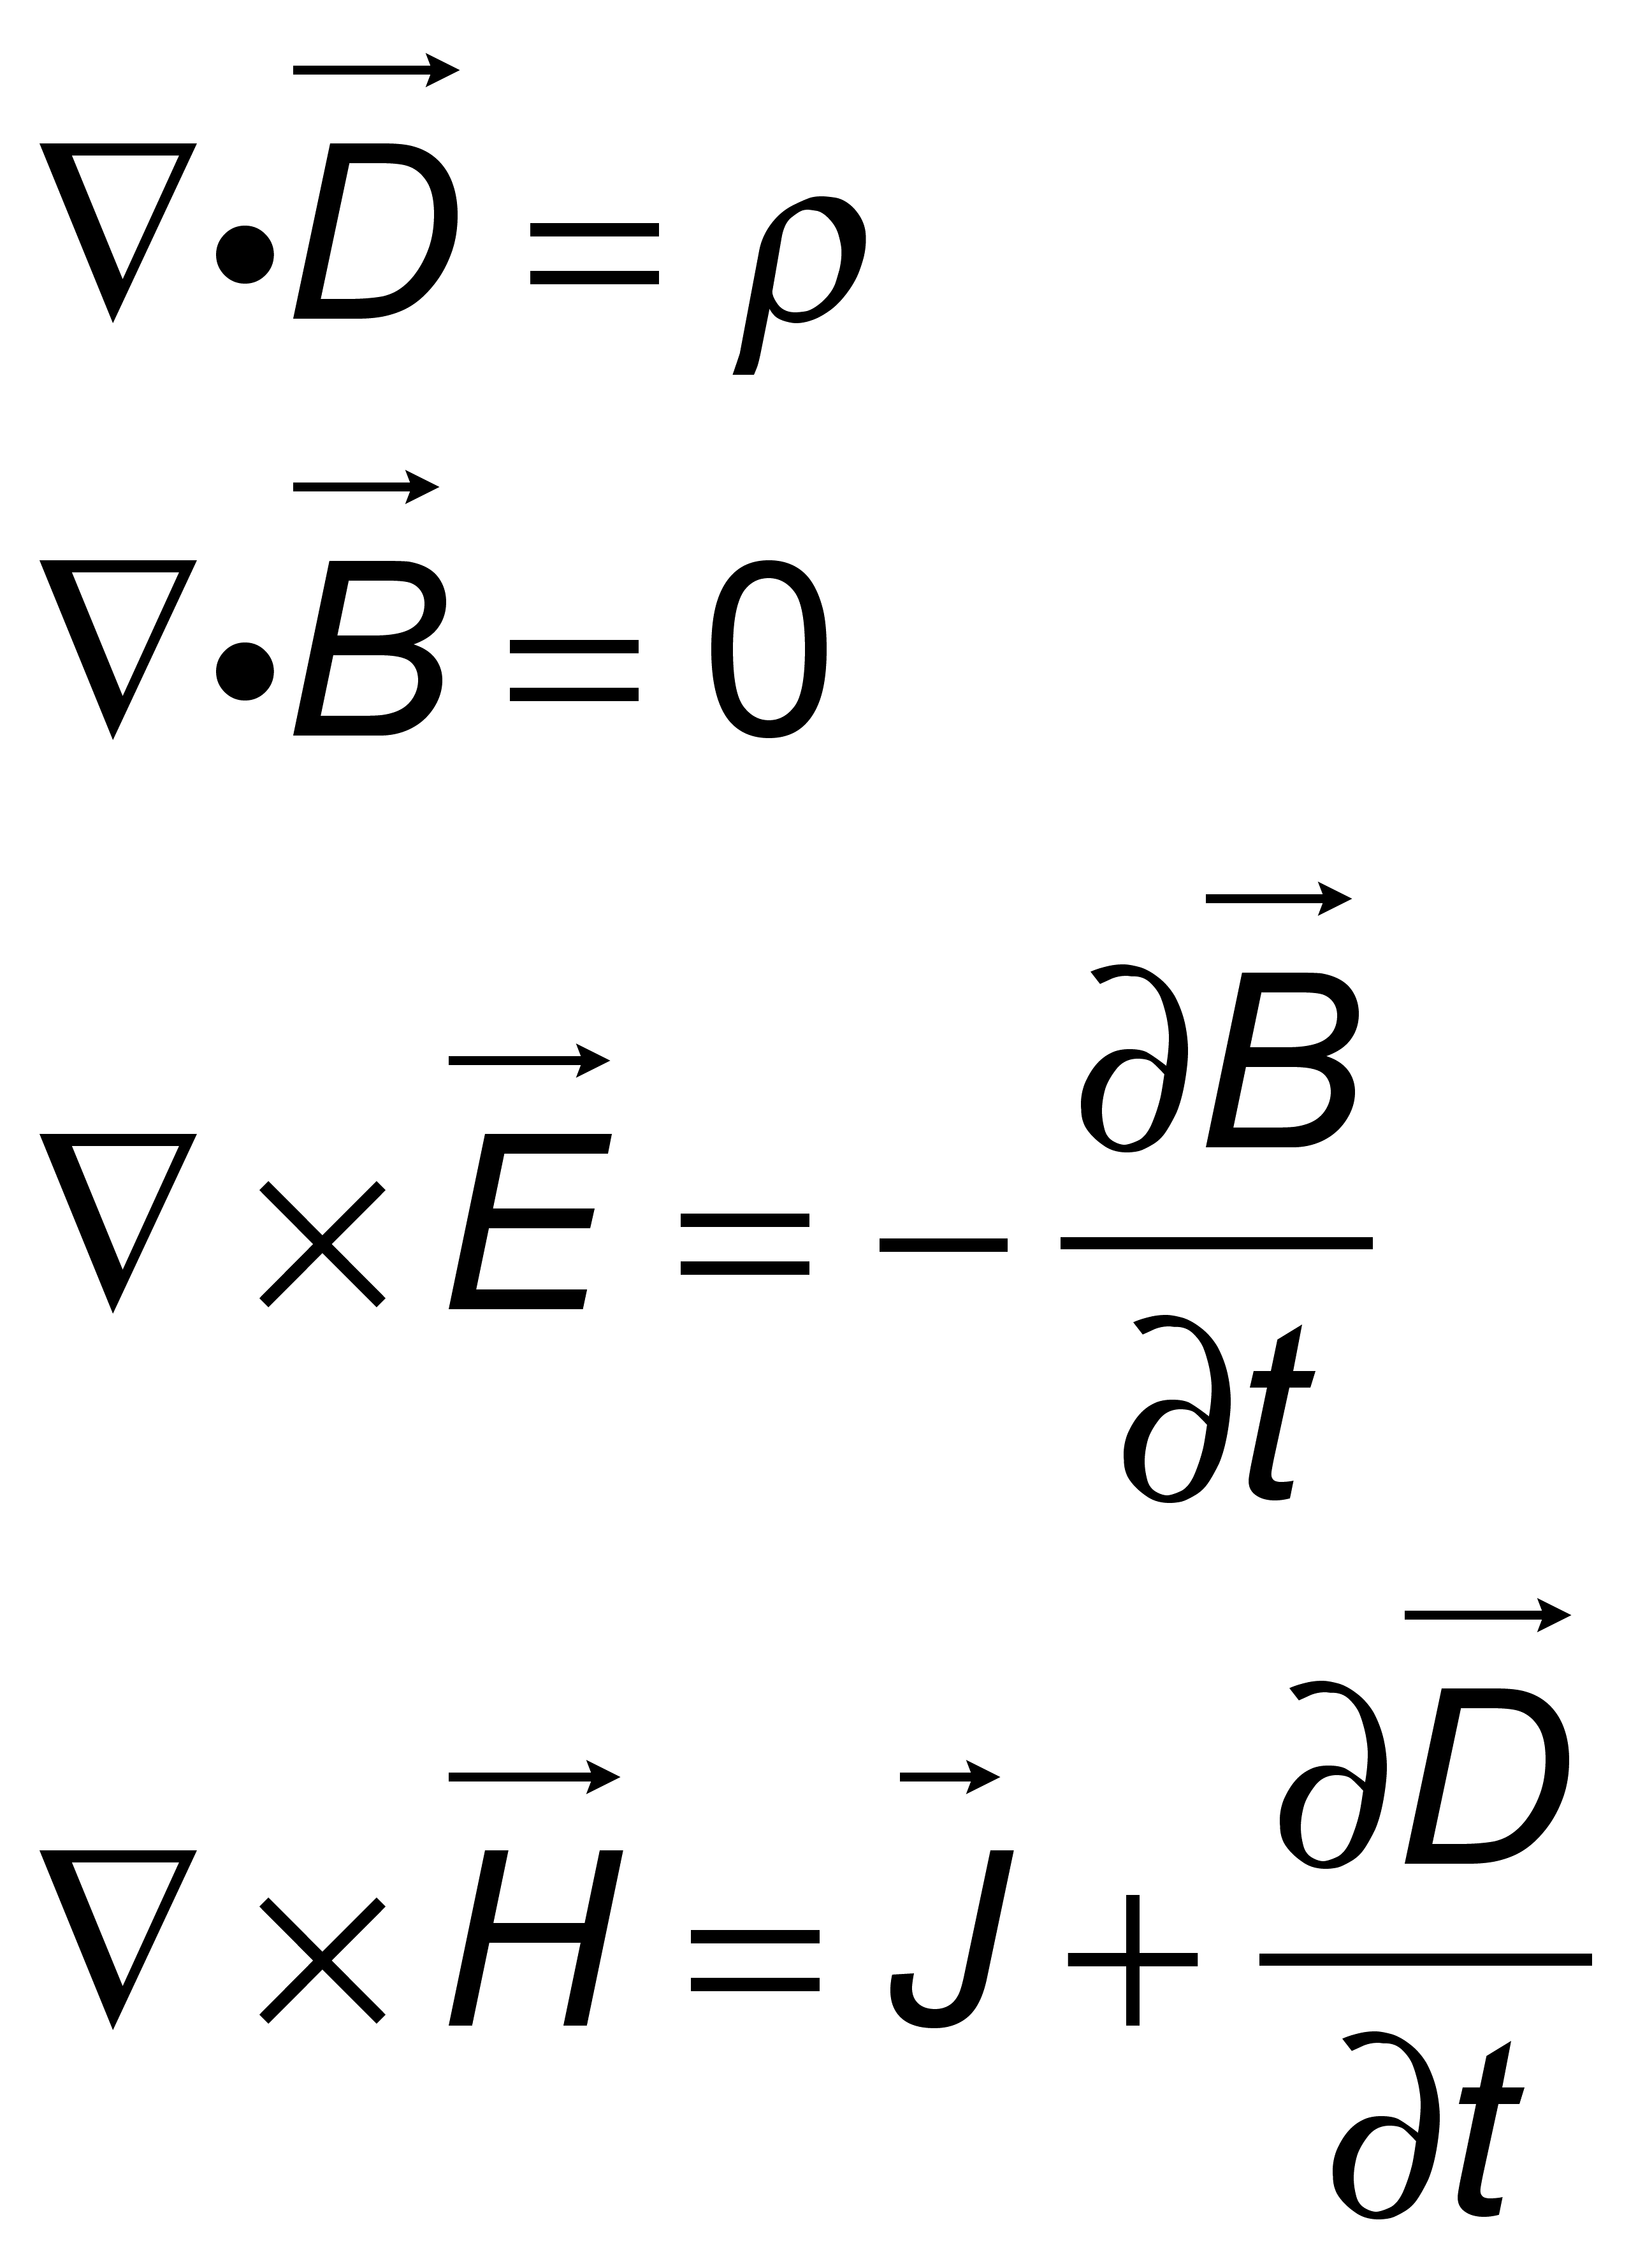 ∇•D⃗ = ρ
∇•B⃗ = 0
∇ × E⃗ = − ∂B⃗/∂t
∇ × H⃗ = J⃗ + ∂D⃗/∂t